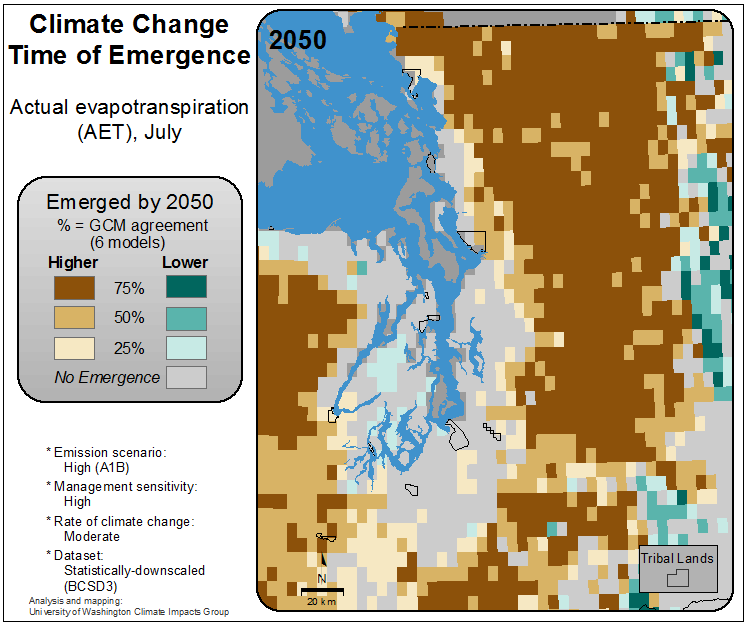 Climate Change
Time of Emergence
Actual evapotranspiration
(AET), July
Emerged by 2050
% = GCM agreement
(6 models)
Higher Lower
75%
50%
25%
No Emergence
* Emission scenario:
High (A1B)
* Management sensitivity:
High
* Rate of climate change:
Moderate
* Dataset:
Statistically-downscaled
(BCSD3)
Analysis and mapping:
University of Washington Climate Impacts Group
2050
Tribal Lands
N
20 km